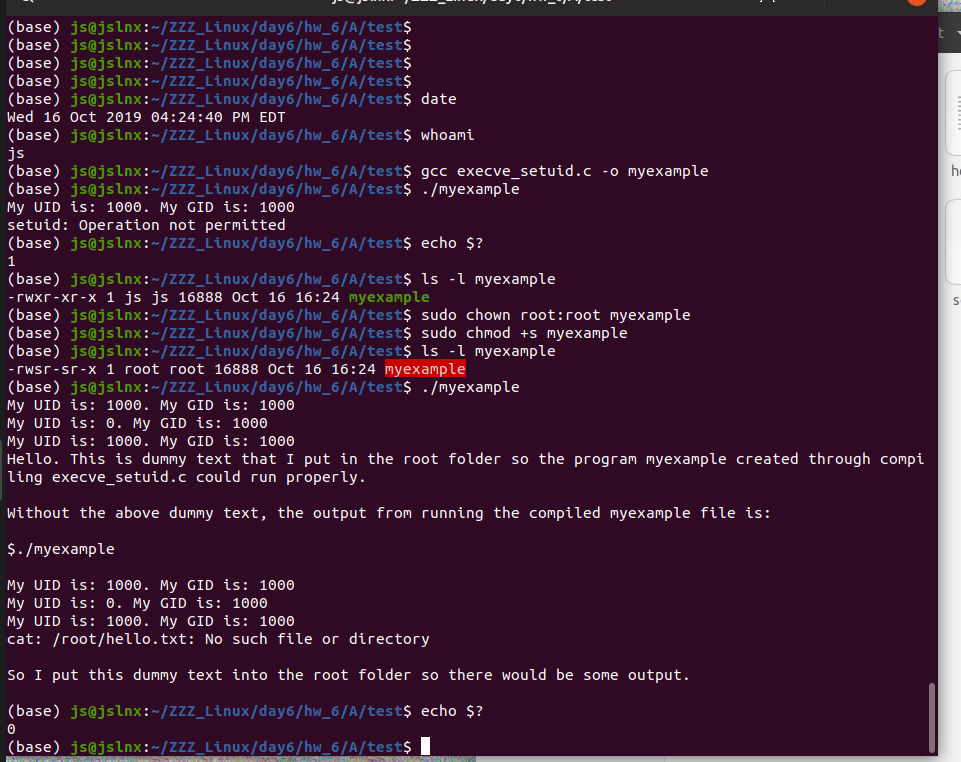 (base) js@jslnx:~/ZZZ_Linux/day6/hw_6/A/test$
(base) js@jslnx:~/ZZZ_Linux/day6/hw_6/A/test$
(base) js@jslnx:~/ZZZ_Linux/day6/hw_6/A/test$
(base) js@jslnx:~/ZZZ_Linux/day6/hw_6/A/test$
(base) js@jslnx:~/ZZZ_Linux/day6/hw_6/A/test$ date
Wed 16 Oct 2019 04:24:40 PM EDT
(base) js@jslnx:~/ZZZ_Linux/day6/hw_6/A/test$ whoami
js
(base) js@jslnx:~/ZZZ_Linux/day6/hw_6/A/test$ gcc execve_setuid.c -o myexample
(base) js@jslnx:~/ZZZ_Linux/day6/hw_6/A/test$ ./myexample
My UID is: 1000. My GID is: 1000
setuid: Operation not permitted
(base) js@jslnx:~/ZZZ_Linux/day6/hw_6/A/test$ echo $?
1
(base) js@jslnx:~/ZZZ_Linux/day6/hw_6/A/test$ ls -l myexample
-rwxr-xr-x 1 js js 16888 Oct 16 16:24 myexample
(base) js@jslnx:~/ZZZ_Linux/day6/hw_6/A/test$ sudo chown root:root myexample
(base) js@jslnx:~/ZZZ_Linux/day6/hw_6/A/test$ sudo chmod +s myexample
(base) js@jslnx:~/ZZZ_Linux/day6/hw_6/A/test$ ls -l myexample
-rwsr-sr-x 1 root root 16888 Oct 16 16:24 myexample
(base) js@jslnx:~/ZZZ_Linux/day6/hw_6/A/test$ ./myexample
My UID is: 1000. My GID is: 1000
My UID is: 0. My GID is: 1000
My UID is: 1000. My GID is: 1000
Hello. This is dummy text that I put in the root folder so the program myexample created through compi
ling execve_setuid.c could run properly.
Without the above dummy text, the output from running the compiled myexample file is:
$./myexample
My UID is: 1000. My GID is: 1000
My UID is: 0. My GID is: 1000
My UID is: 1000. My GID is: 1000
cat: /root/hello.txt: No such file or directory
So I put this dummy text into the root folder so there would be some output.
(base) js@jslnx:~/ZZZ_Linux/day6/hw_6/A/test$ echo $?
0
(base) js@jslnx:~/ZZZ_Linux/day6/hw_6/A/test$